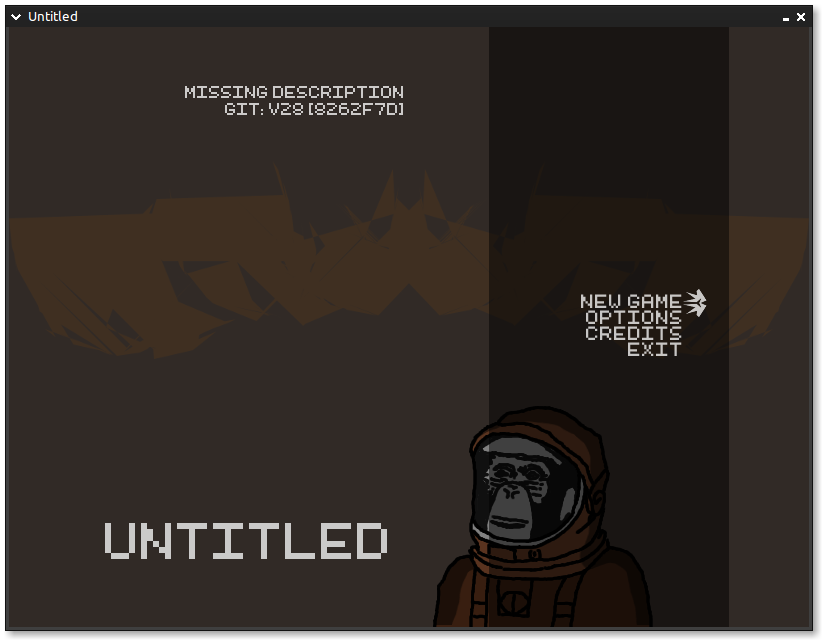 Untitled
MISSING DESCRIPTION
GIT: V28 [8262F7D]
NEW GAME
OPTIONS
CREDITS
EXIT
UNTITLED